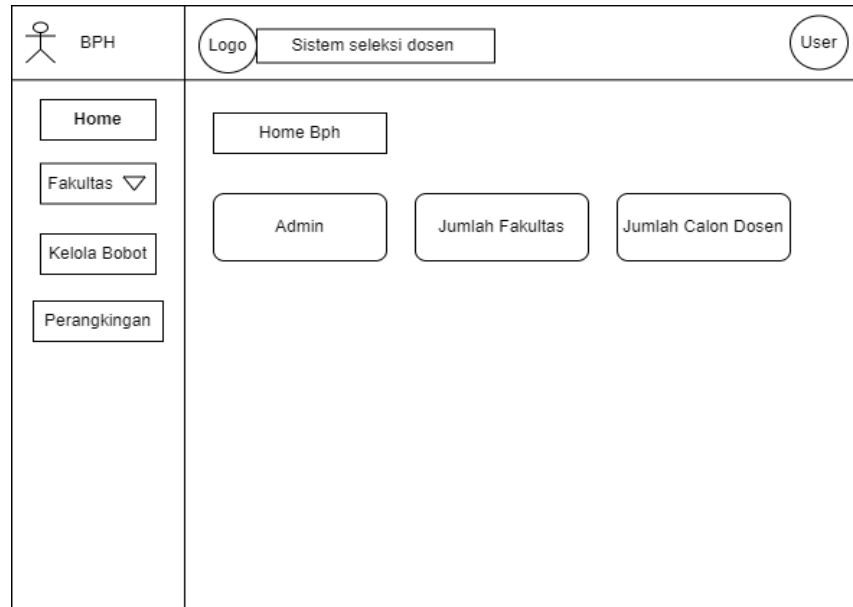 BPH
Logo
Sistem seleksi dosen
User
Home
Fakultas
Kelola Bobot
Perangkingan
Home Bph
Admin
Jumlah Fakultas
Jumlah Calon Dosen